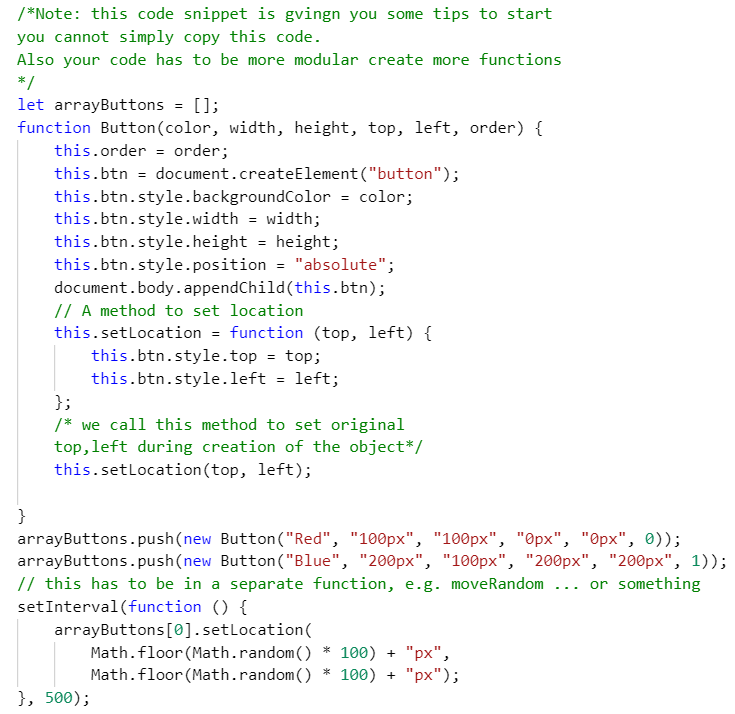 /*Note: this code snippet is gvingn you some tips to start
you cannot simply copy this code.
Also your code has to be more modular create more functions
*/
let arrayButtons = [];
function Button(color, width, height, top, left, order) {
    this.order = order;
    this.btn = document.createElement("button");
    this.btn.style.backgroundColor = color;
    this.btn.style.width = width;
    this.btn.style.height = height;
    this.btn.style.position = "absolute";
    document.body.appendChild(this.btn);
    // A method to set location
    this.setLocation = function (top, left) {
        this.btn.style.top = top;
        this.btn.style.left = left;
    };
    /* we call this method to set original
    top,left during creation of the object*/
    this.setLocation(top, left);

}
arrayButtons.push(new Button("Red", "100px", "100px", "0px", "0px", 0));
arrayButtons.push(new Button("Blue", "200px", "100px", "200px", "200px", 1));
// this has to be in a separate function, e.g. moveRandom ... or something
setInterval(function () {
    arrayButtons[0].setLocation(
        Math.floor(Math.random() * 100) + "px",
        Math.floor(Math.random() * 100) + "px");
}, 500);